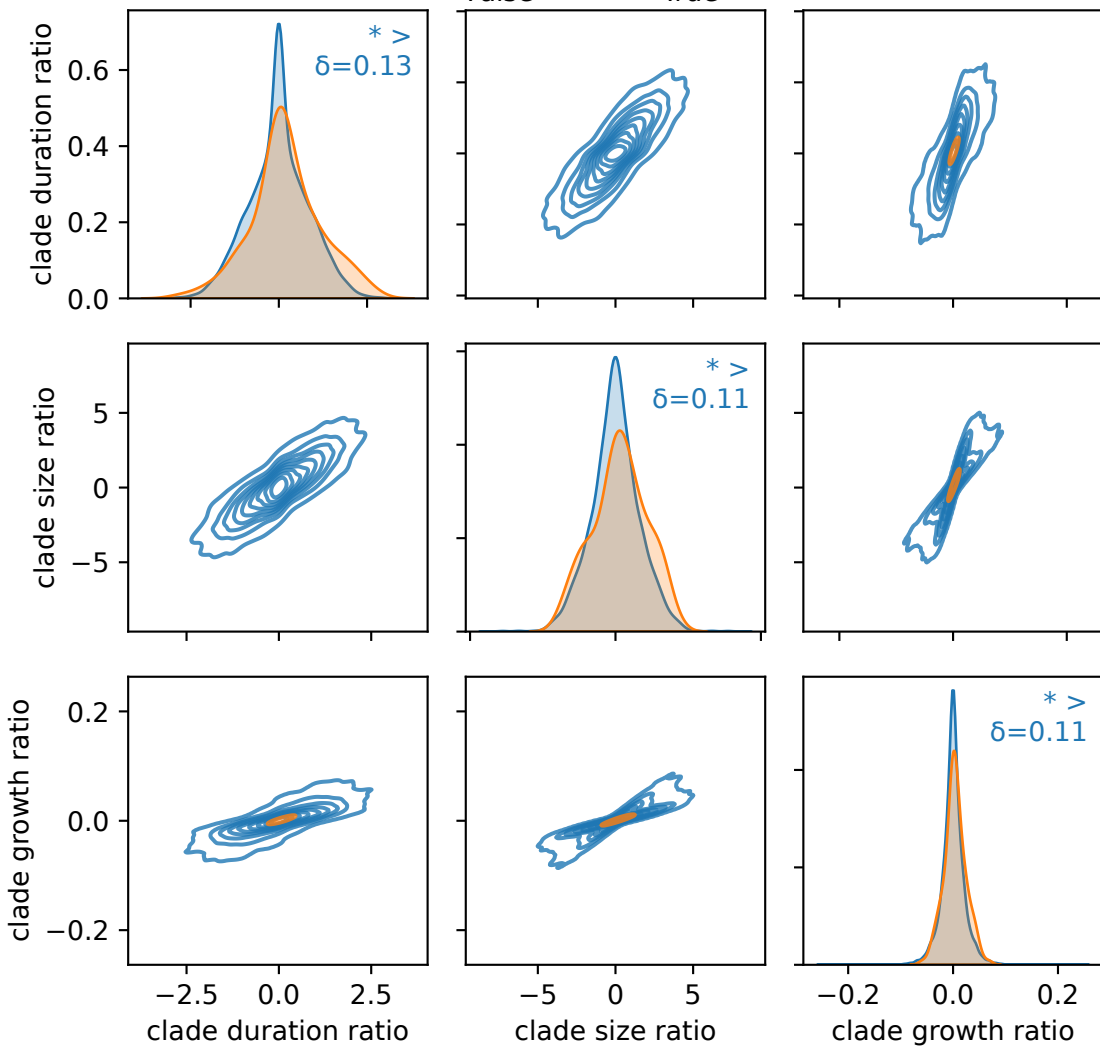 * >
δ=0.13
clade duration ratio
0.6
0.4
0.2
0.0
* >
δ=0.11
clade size ratio
5
0
−5
* >
δ=0.11
clade growth ratio
0.2
0.0
−0.2
−2.5 0.0 2.5
−5 0 5
−0.2 0.0 0.2
clade duration ratio
clade size ratio
clade growth ratio